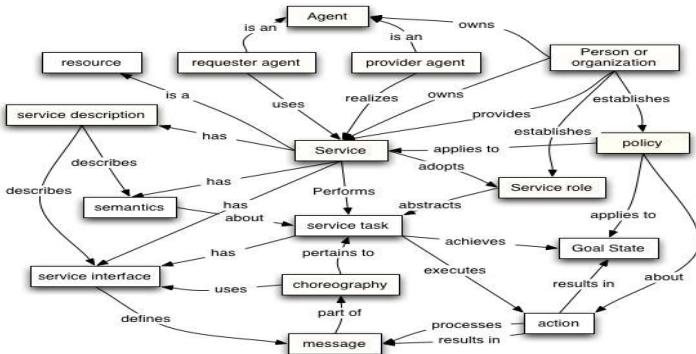 Agent
is an
is an
owns
resource
requester agent
provider agent
Person or
organization
is a
uses
realizes
owns
provides
establishes
service description
has
Service
applies to
establishes
policy
describes
describes
has
has
Performs
adopts
Service role
semantics
about
abstracts
applies to
service task
achieves
Goal State
has
pertains to
executes
service interface
uses
choreography
results in
about
defines
part of
message
processes
results in
action